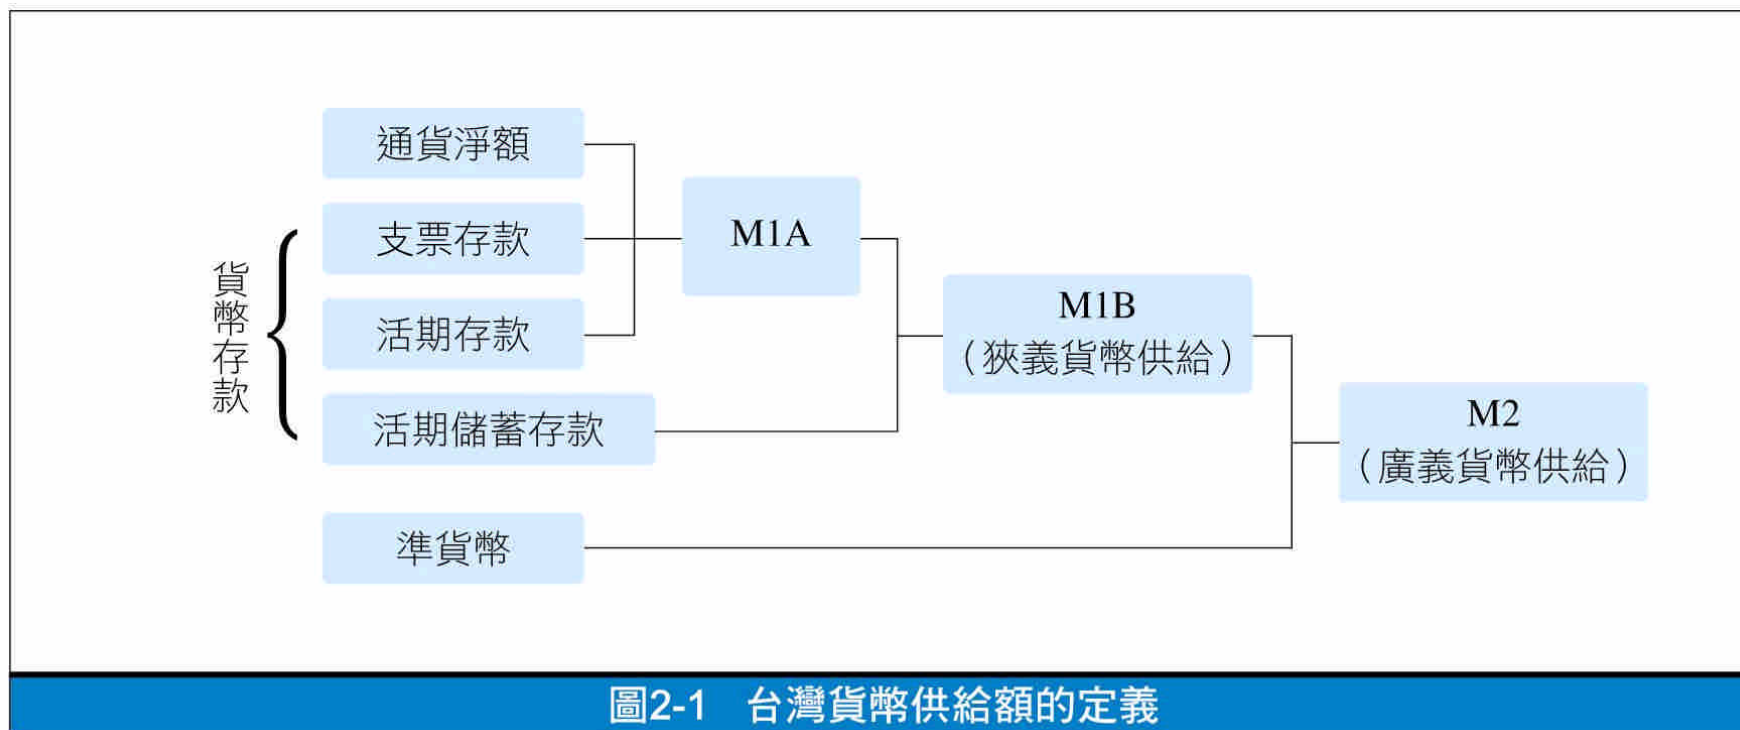 通貨淨額
支票存款
活期存款
活期儲蓄存款
準貨幣
貨幣存款
M1A
M1B
（狹義貨幣供給）
M2
（廣義貨幣供給）
圖2-1　台灣貨幣供給額的定義